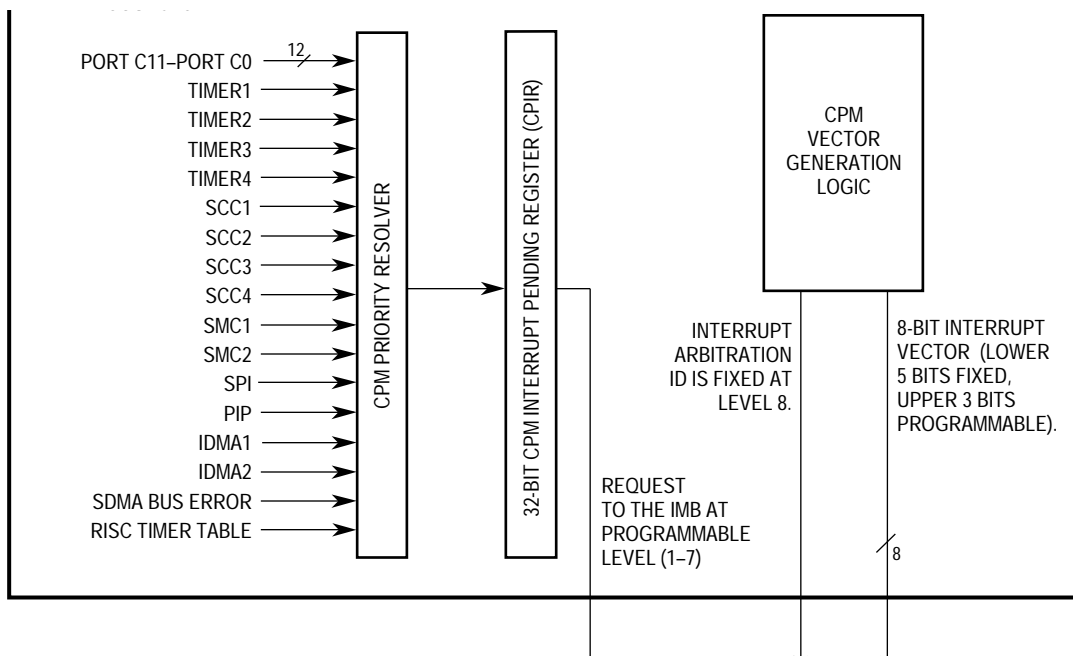 PORT C11–PORT C0
12
TIMER1
TIMER2
TIMER3
TIMER4
SCC1
SCC2
SCC3
SCC4
SMC1
SMC2
SPI
PIP
IDMA1
IDMA2
SDMA BUS ERROR
RISC TIMER TABLE
CPM PRIORITY RESOLVER
32-BIT CPM INTERRUPT PENDING REGISTER (CPIR)
REQUEST
TO THE IMB AT
PROGRAMMABLE
LEVEL (1–7)
CPM
VECTOR
GENERATION
LOGIC
INTERRUPT
ARBITRATION
ID IS FIXED AT
LEVEL 8.
8-BIT INTERRUPT
VECTOR (LOWER
5 BITS FIXED,
UPPER 3 BITS
PROGRAMMABLE).
8